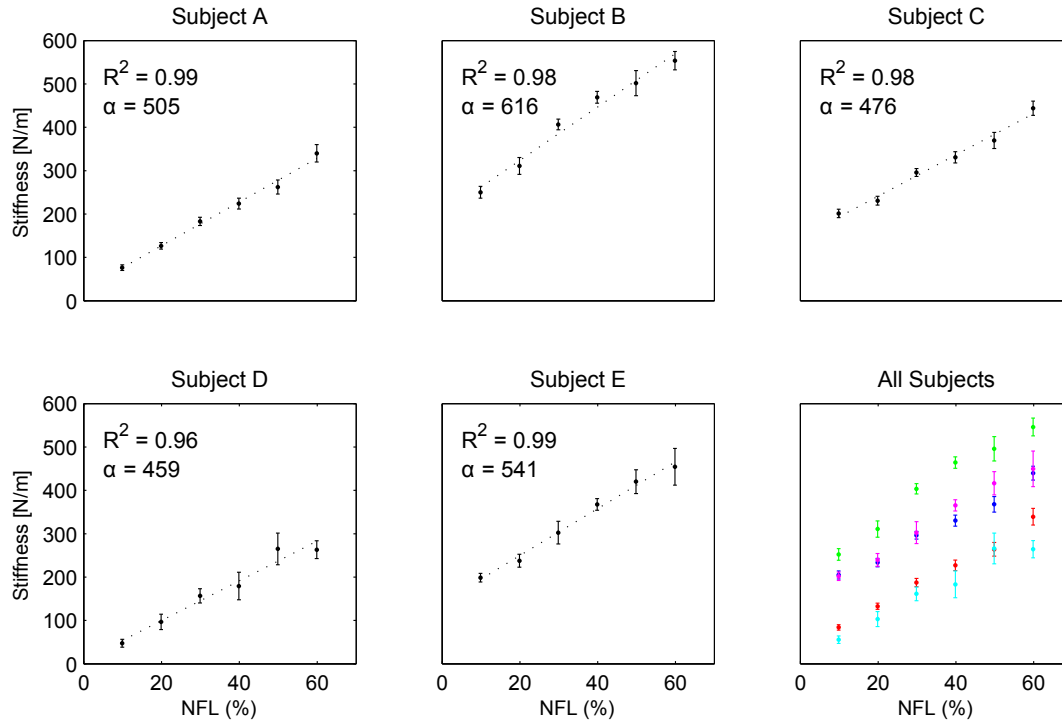 Subject A
Subject B
Subject C
600
500
400
300
200
100
0
Stiffness [N/m]
R² = 0.99
α = 505
R² = 0.98
α = 616
R² = 0.98
α = 476
Subject D
Subject E
All Subjects
600
500
400
300
200
100
0
Stiffness [N/m]
R² = 0.96
α = 459
R² = 0.99
α = 541
0 20 40 60
0 20 40 60
0 20 40 60
NFL (%)
NFL (%)
NFL (%)